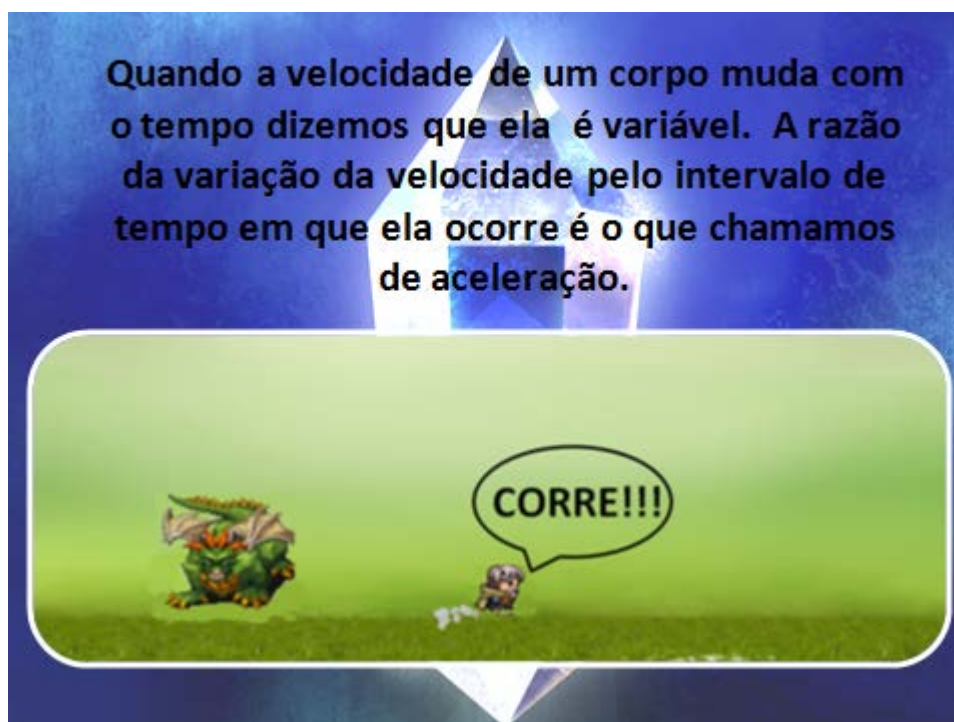 Quando a velocidade de um corpo muda com
o tempo dizemos que ela é variável. A razão
da variação da velocidade pelo intervalo de
tempo em que ela ocorre é o que chamamos
de aceleração.
CORRE!!!